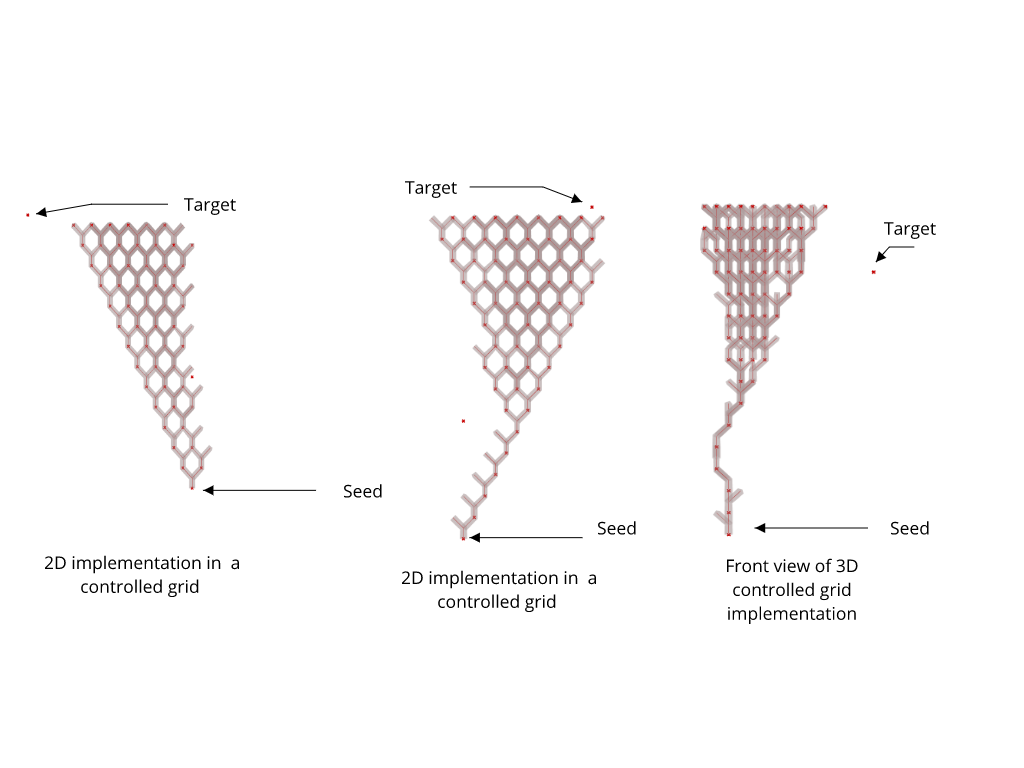 Target
Seed
2D implementation in  a
controlled grid
Target
Seed
2D implementation in  a
controlled grid
Target
Seed
Front view of 3D
controlled grid
implementation